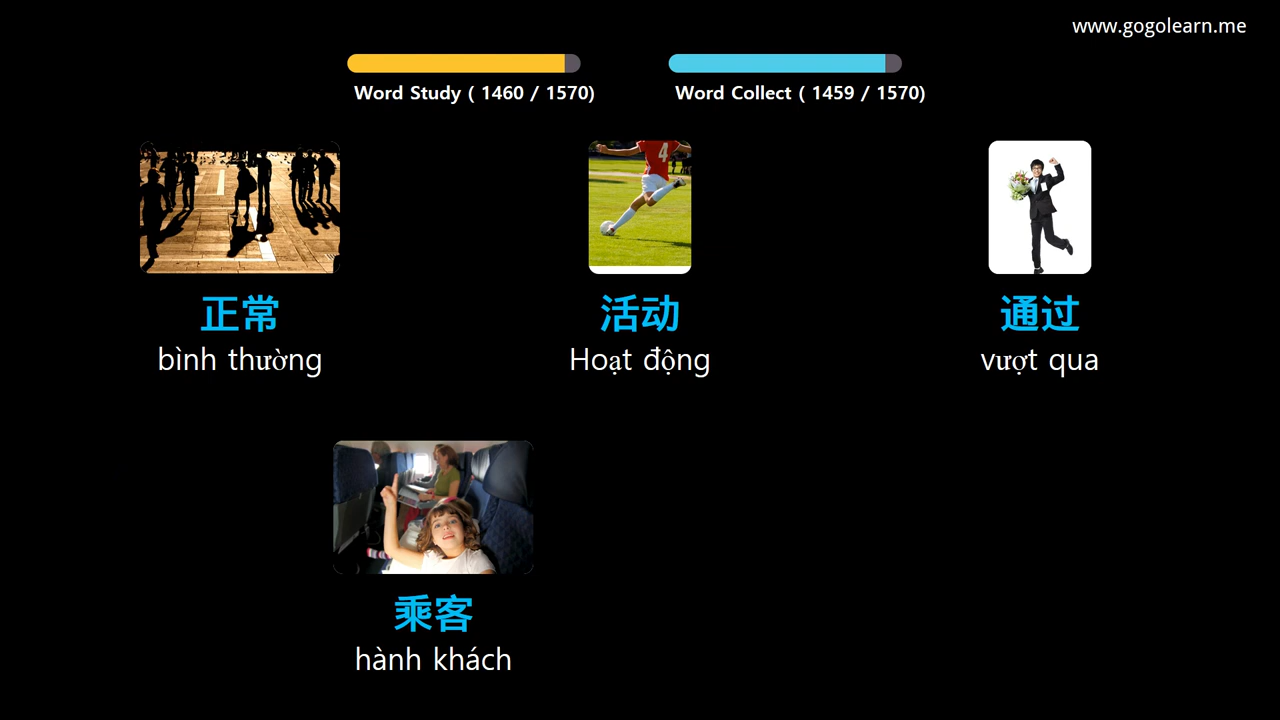 www.gogolearn.me
Word Study ( 1460 / 1570)
Word Collect ( 1459 / 1570)
正常
bình thường
活动
Hoạt động
通过
vượt qua
乘客
hành khách